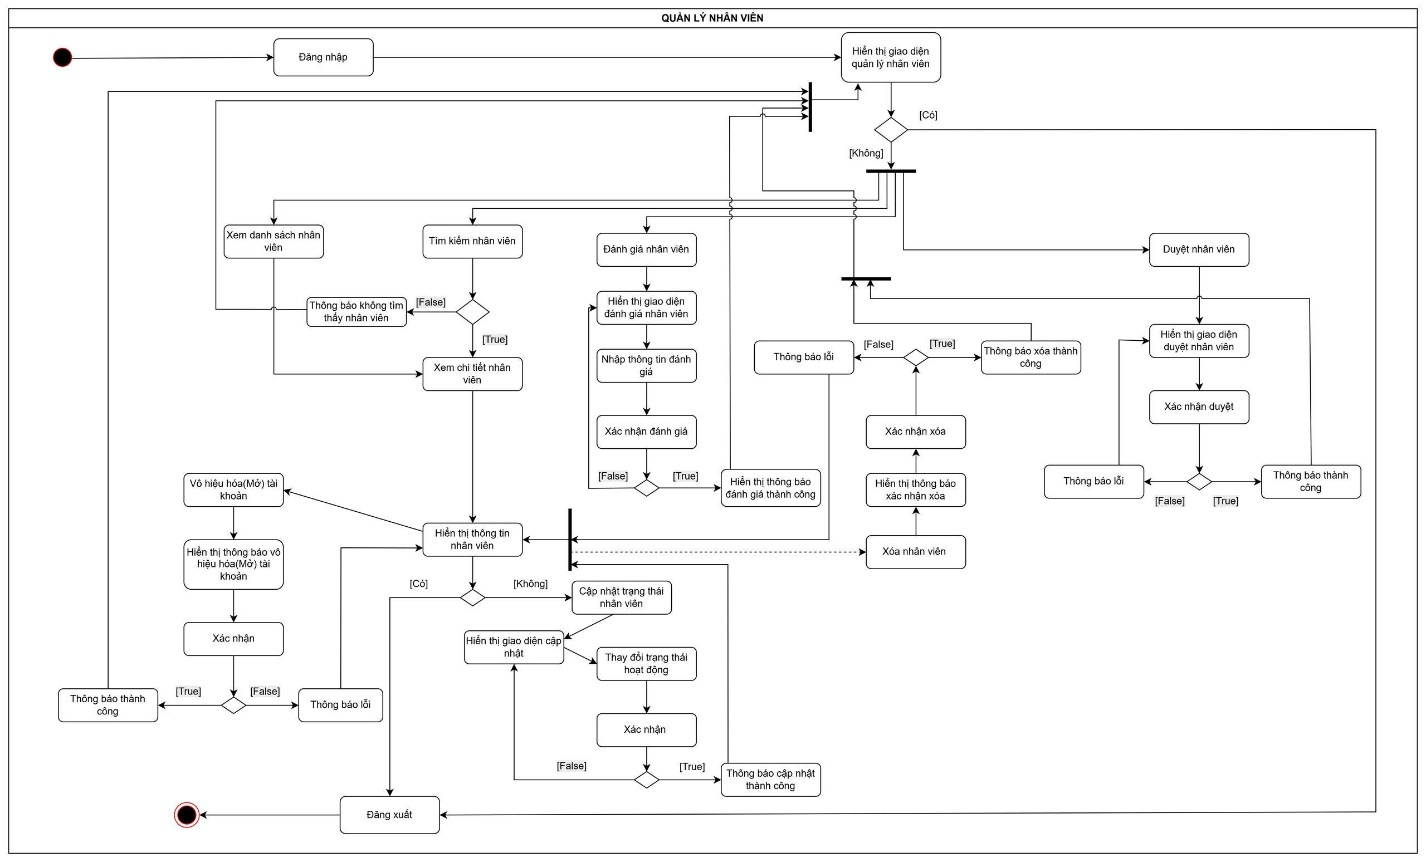 QUẢN LÝ NHÂN VIÊN
Đăng nhập
Hiển thị giao diện
quản lý nhân viên
[Có]
[Không]
Xem danh sách nhân
viên
Tìm kiếm nhân viên
Đánh giá nhân viên
Duyệt nhân viên
Thông báo không tìm
thấy nhân viên
[False]
[True]
Hiển thị giao diện
đánh giá nhân viên
Hiển thị giao diện
duyệt nhân viên
Xem chi tiết nhân
viên
Nhập thông tin đánh
giá
Thông báo lỗi
[False]
[True]
Thông báo xóa thành
công
Xác nhận duyệt
Xác nhận đánh giá
Xác nhận xóa
[False]
[True]
Hiển thị thông báo
đánh giá thành công
Hiển thị thông báo
xác nhận xóa
Thông báo lỗi
[False]
[True]
Thông báo thành
công
Vô hiệu hóa(Mở) tài
khoản
Hiển thị thông tin
nhân viên
Xóa nhân viên
Hiển thị thông báo vô
hiệu hóa(Mở) tài
khoản
[Có]
[Không]
Cập nhật trạng thái
nhân viên
Xác nhận
Hiển thị giao diện cập
nhật
Thay đổi trạng thái
hoạt động
Thông báo thành
công
[True]
[False]
Thông báo lỗi
Xác nhận
[False]
[True]
Thông báo cập nhật
thành công
Đăng xuất